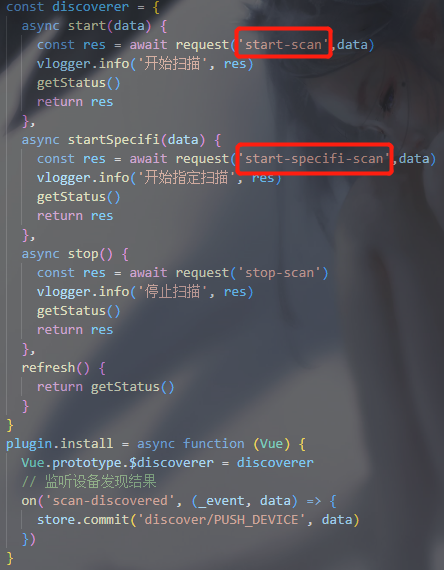 const discoverer = {
async start(data) {
const res = await request('start-scan',data)
vlogger.info('开始扫描', res)
getStatus()
return res
},
async startSpecifi(data) {
const res = await request('start-specifi-scan',data)
vlogger.info('开始指定扫描', res)
getStatus()
return res
},
async stop() {
const res = await request('stop-scan')
vlogger.info('停止扫描', res)
getStatus()
return res
},
refresh() {
return getStatus()
}
}
plugin.install = async function (Vue) {
Vue.prototype.$discoverer = discoverer
// 监听设备发现结果
on('scan-discovered', (_event, data) => {
store.commit('discover/PUSH_DEVICE', data)
})
}